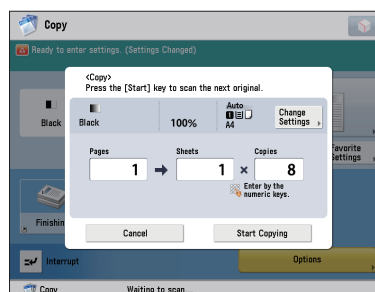 Copy
Ready to enter settings. (Settings Changed)
<Copy>
Press the [Start] key to scan the next original.
Black
Black
100%
Auto
A4
Change
Settings
Favorite
Settings
Pages
Sheets
Copies
1
1
×
8
Enter by the
numeric keys.
Finishin
Cancel
Start Copying
Interrupt
Options
Copy
Waiting to scan...